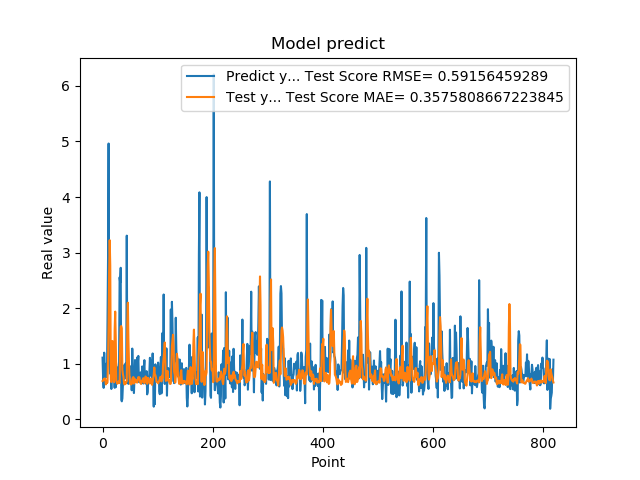 Model predict
Predict y... Test Score RMSE= 0.59156459289
Test y... Test Score MAE= 0.3575808667223845
6
5
4
3
2
1
0
Real value
0 200 400 600 800
Point